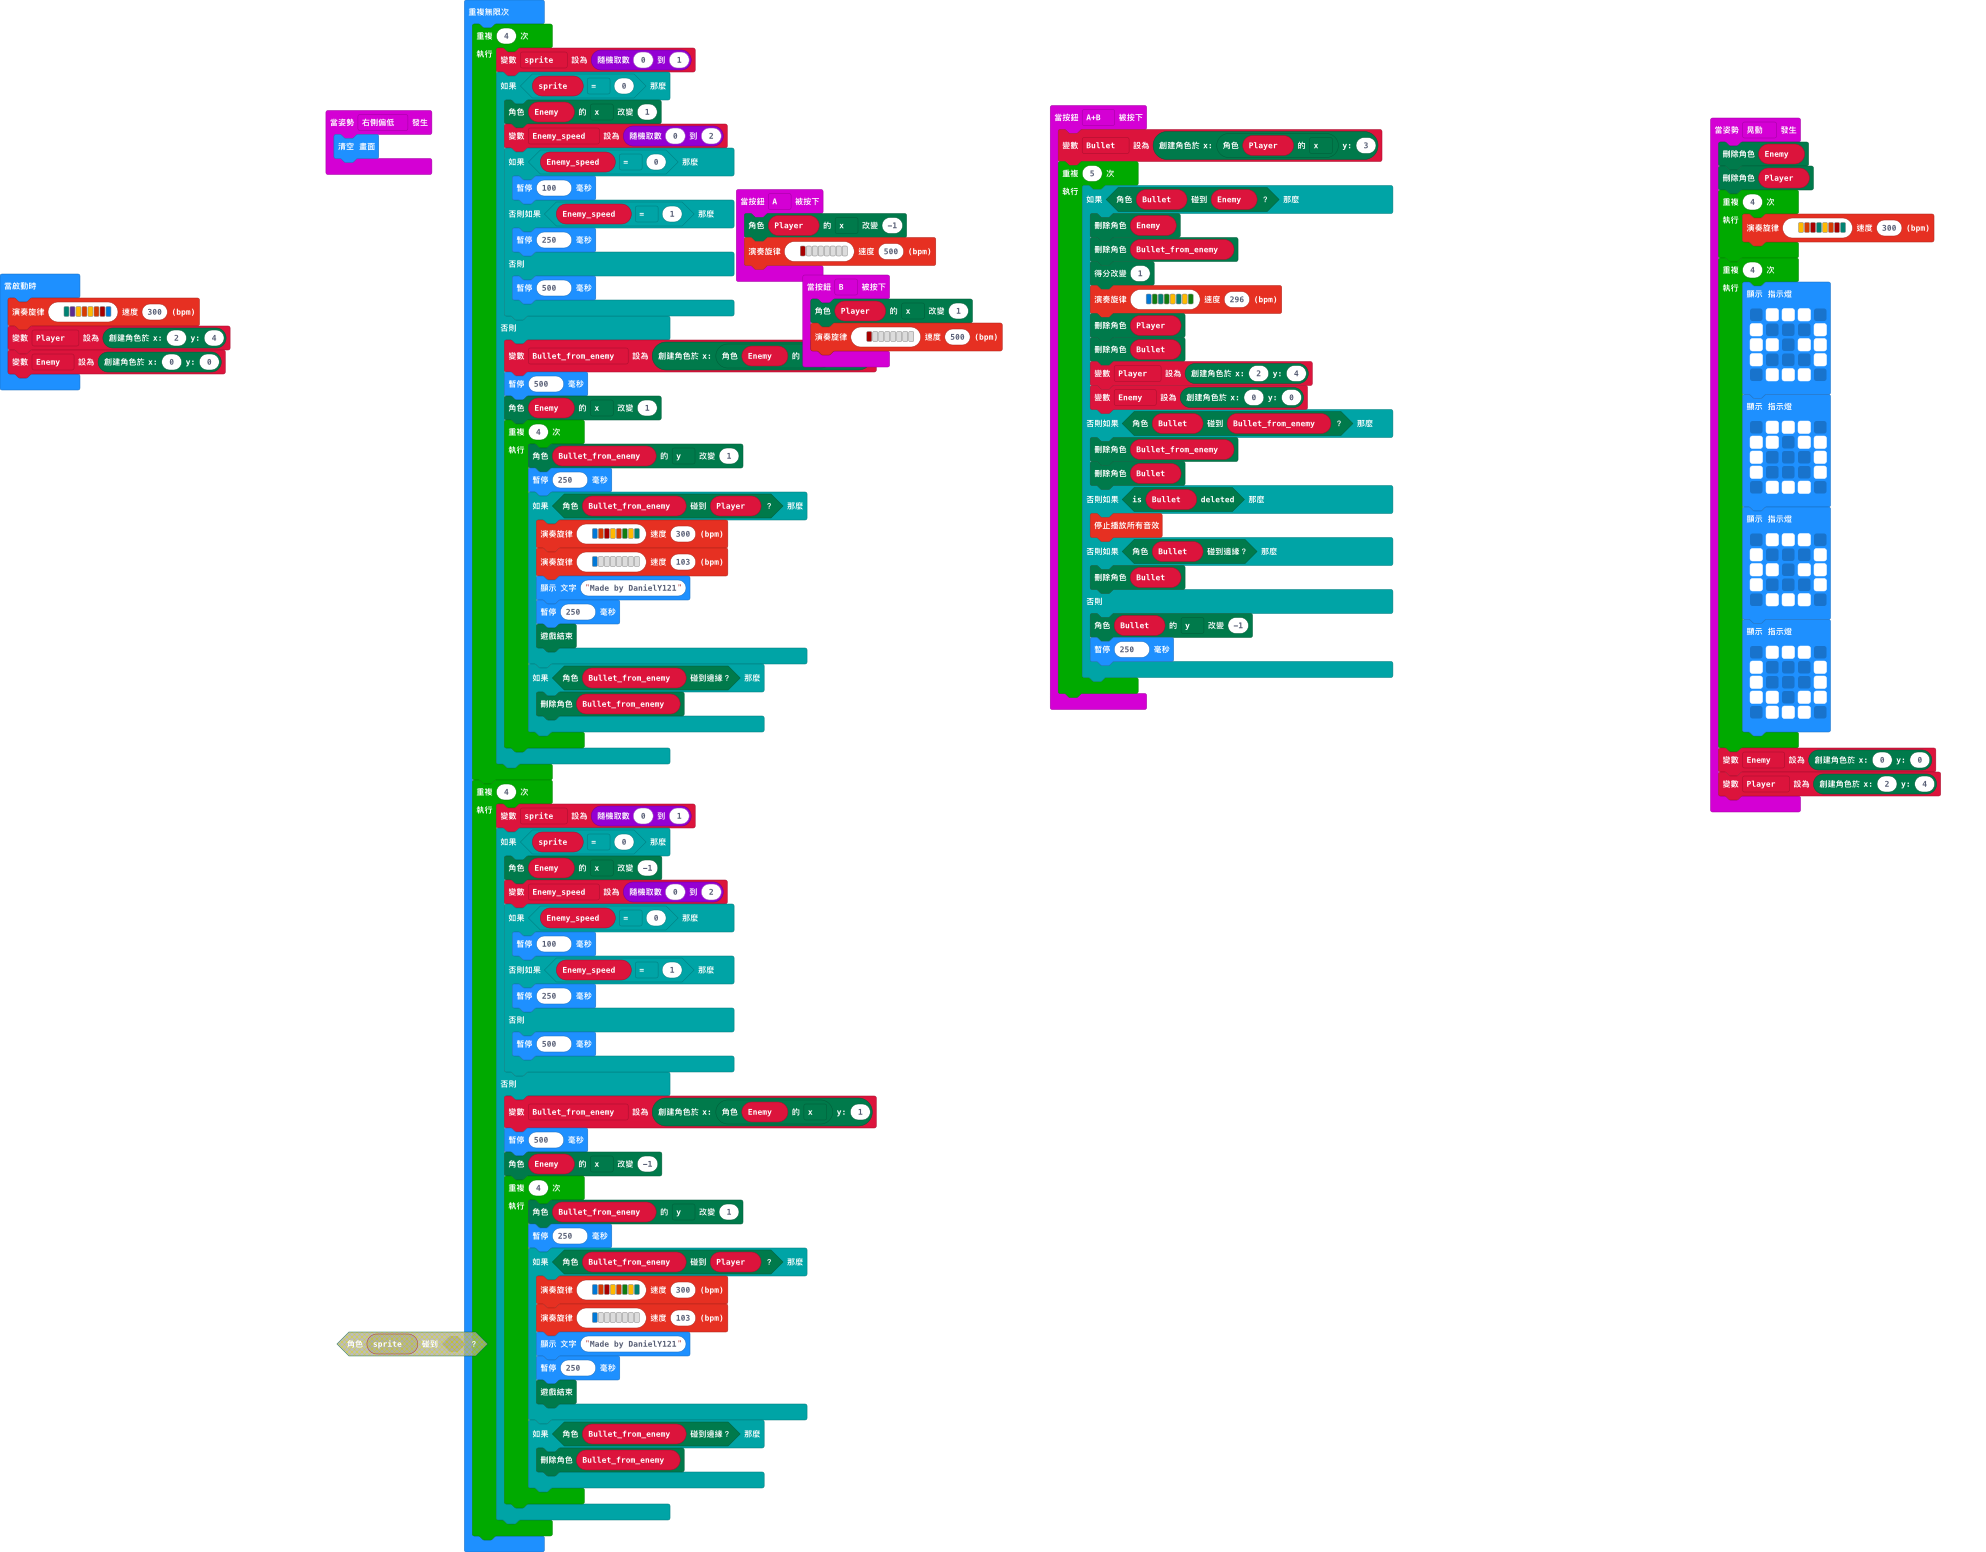 當啟動時
演奏旋律 速度 300 (bpm)
變數 Player 設為 創建角色於 x: 2 y: 4
變數 Enemy 設為 創建角色於 x: 0 y: 0
當姿勢 右側偏低 發生
清空 畫面
角色 sprite 碰到 ?
重複無限次
重複 4 次
執行
變數 sprite 設為 隨機取數 0 到 1
如果 sprite = 0 那麼
角色 Enemy 的 x 改變 1
變數 Enemy_speed 設為 隨機取數 0 到 2
如果 Enemy_speed = 0 那麼
暫停 100 毫秒
否則如果 Enemy_speed = 1 那麼
暫停 250 毫秒
否則
暫停 500 毫秒
否則
變數 Bullet_from_enemy 設為 創建角色於 x: 角色 Enemy 的
暫停 500 毫秒
角色 Enemy 的 x 改變 1
重複 4 次
執行
角色 Bullet_from_enemy 的 y 改變 1
暫停 250 毫秒
如果 角色 Bullet_from_enemy 碰到 Player ? 那麼
演奏旋律 速度 300 (bpm)
演奏旋律 速度 103 (bpm)
顯示 文字 "Made by DanielY121"
暫停 250 毫秒
遊戲結束
如果 角色 Bullet_from_enemy 碰到邊緣? 那麼
刪除角色 Bullet_from_enemy
重複 4 次
執行
變數 sprite 設為 隨機取數 0 到 1
如果 sprite = 0 那麼
角色 Enemy 的 x 改變 -1
變數 Enemy_speed 設為 隨機取數 0 到 2
如果 Enemy_speed = 0 那麼
暫停 100 毫秒
否則如果 Enemy_speed = 1 那麼
暫停 250 毫秒
否則
暫停 500 毫秒
否則
變數 Bullet_from_enemy 設為 創建角色於 x: 角色 Enemy 的 x y: 1
暫停 500 毫秒
角色 Enemy 的 x 改變 -1
重複 4 次
執行
角色 Bullet_from_enemy 的 y 改變 1
暫停 250 毫秒
如果 角色 Bullet_from_enemy 碰到 Player ? 那麼
演奏旋律 速度 300 (bpm)
演奏旋律 速度 103 (bpm)
顯示 文字 "Made by DanielY121"
暫停 250 毫秒
遊戲結束
如果 角色 Bullet_from_enemy 碰到邊緣? 那麼
刪除角色 Bullet_from_enemy
當按鈕 A 被按下
角色 Player 的 x 改變 -1
演奏旋律 速度 500 (bpm)
當按鈕 B 被按下
角色 Player 的 x 改變 1
演奏旋律 速度 500 (bpm)
當按鈕 A+B 被按下
變數 Bullet 設為 創建角色於 x: 角色 Player 的 x y: 3
重複 5 次
執行
如果 角色 Bullet 碰到 Enemy ? 那麼
刪除角色 Enemy
刪除角色 Bullet_from_enemy
得分改變 1
演奏旋律 速度 296 (bpm)
刪除角色 Player
刪除角色 Bullet
變數 Player 設為 創建角色於 x: 2 y: 4
變數 Enemy 設為 創建角色於 x: 0 y: 0
否則如果 角色 Bullet 碰到 Bullet_from_enemy ? 那麼
刪除角色 Bullet_from_enemy
刪除角色 Bullet
否則如果 is Bullet deleted 那麼
停止播放所有音效
否則如果 角色 Bullet 碰到邊緣? 那麼
刪除角色 Bullet
否則
角色 Bullet 的 y 改變 -1
暫停 250 毫秒
當姿勢 晃動 發生
刪除角色 Enemy
刪除角色 Player
重複 4 次
執行
演奏旋律 速度 300 (bpm)
重複 4 次
執行
顯示 指示燈
顯示 指示燈
顯示 指示燈
顯示 指示燈
變數 Enemy 設為 創建角色於 x: 0 y: 0
變數 Player 設為 創建角色於 x: 2 y: 4